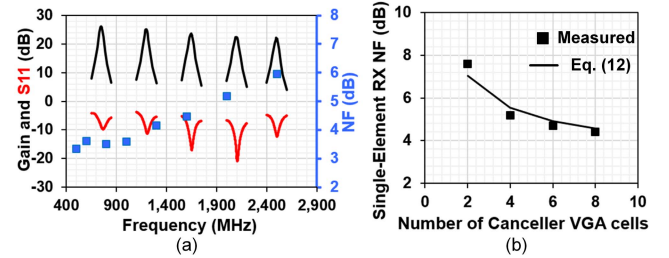 Gain and S11 (dB)
30
20
10
0
-10
-20
-30
8
7
6
5
4
3
2
NF (dB)
400 900 1,400 1,900 2,400 2,900
Frequency (MHz)
(a)
Single-Element RX NF (dB)
10
8
6
4
2
Measured
Eq. (12)
0 2 4 6 8 10
Number of Canceller VGA cells
(b)